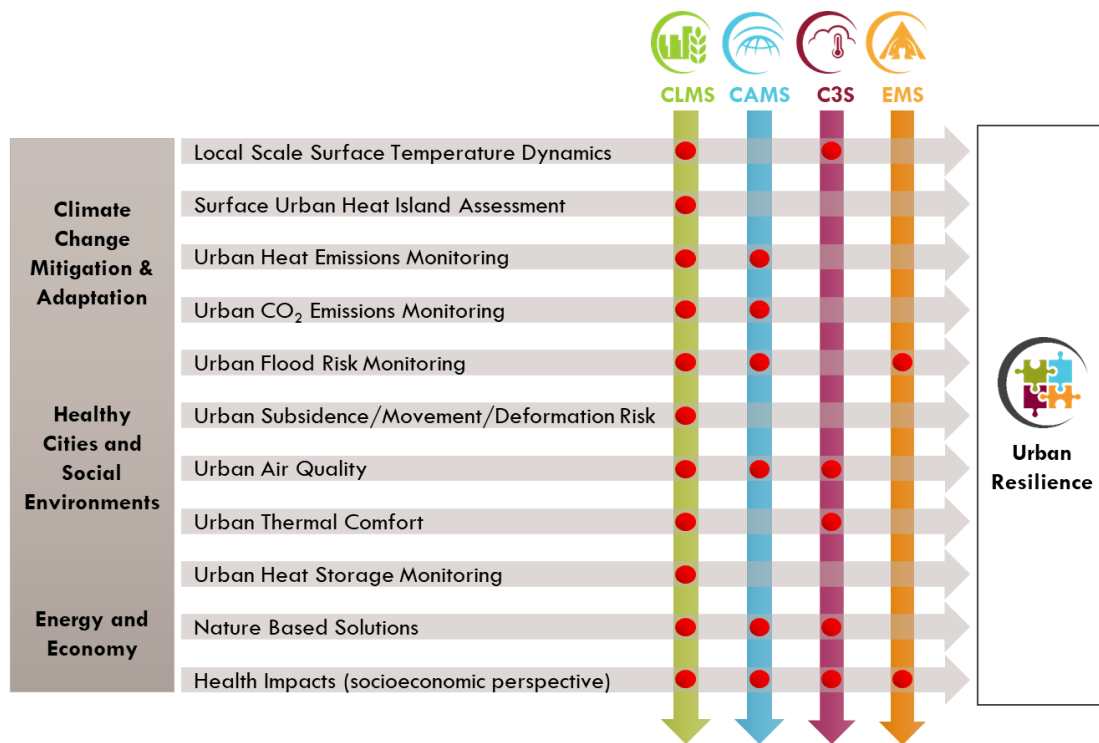 CLMS CAMS C3S EMS
Climate
Change
Mitigation &
Adaptation
Healthy
Cities and
Social
Environments
Energy and
Economy
Local Scale Surface Temperature Dynamics
Surface Urban Heat Island Assessment
Urban Heat Emissions Monitoring
Urban CO₂ Emissions Monitoring
Urban Flood Risk Monitoring
Urban Subsidence/Movement/Deformation Risk
Urban Air Quality
Urban Thermal Comfort
Urban Heat Storage Monitoring
Nature Based Solutions
Health Impacts (socioeconomic perspective)
Urban
Resilience